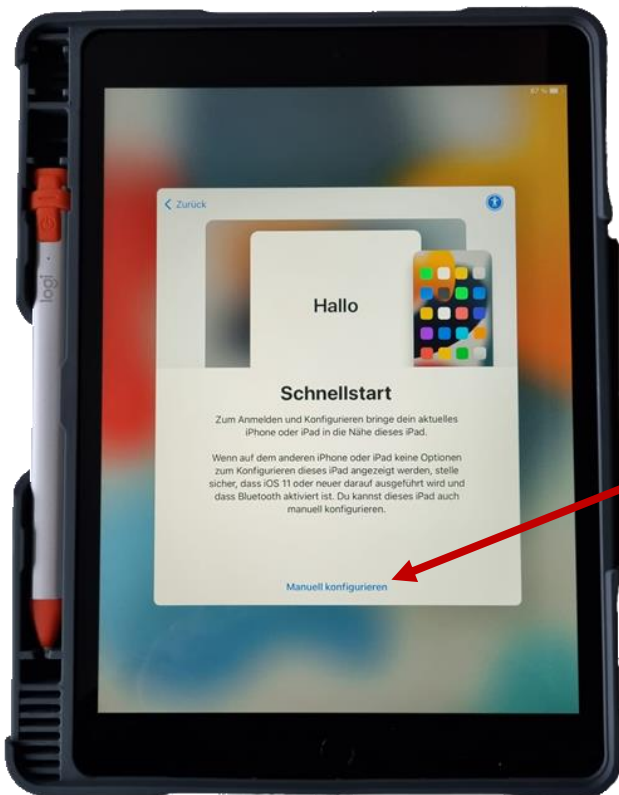 87 %
Zurück
Hallo
Schnellstart
Zum Anmelden und Konfigurieren bringe dein aktuelles
iPhone oder iPad in die Nähe dieses iPad.
Wenn auf dem anderen iPhone oder iPad keine Optionen
zum Konfigurieren dieses iPad angezeigt werden, stelle
sicher, dass iOS 11 oder neuer darauf ausgeführt wird und
dass Bluetooth aktiviert ist. Du kannst dieses iPad auch
manuell konfigurieren.
Manuell konfigurieren
logi